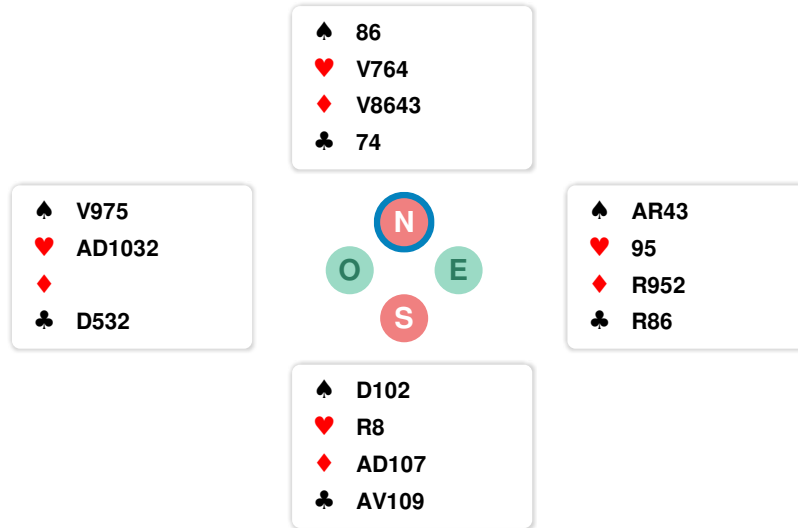 ♠ 86
♥ V764
♦ V8643
♣ 74
♠ V975
♥ AD1032
♦
♣ D532
N
O E
S
♠ AR43
♥ 95
♦ R952
♣ R86
♠ D102
♥ R8
♦ AD107
♣ AV109